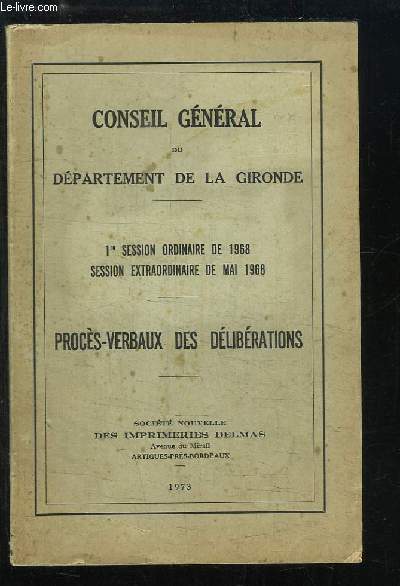 Le-livre.com
CONSEIL GÉNÉRAL
DU
DÉPARTEMENT DE LA GIRONDE
1re SESSION ORDINAIRE DE 1968
SESSION EXTRAORDINAIRE DE MAI 1968
PROCÈS-VERBAUX DES DÉLIBÉRATIONS
SOCIÉTÉ NOUVELLE
DES IMPRIMERIES DELMAS
Avenue du Mirail
ARTIGUES-PRÈS-BORDEAUX
1973